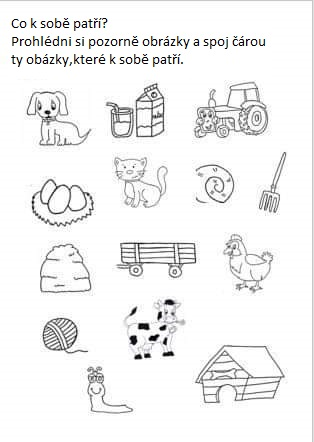 Co k sobě patří?
Prohlédni si pozorně obrázky a spoj čárou
ty obázky,které k sobě patří.